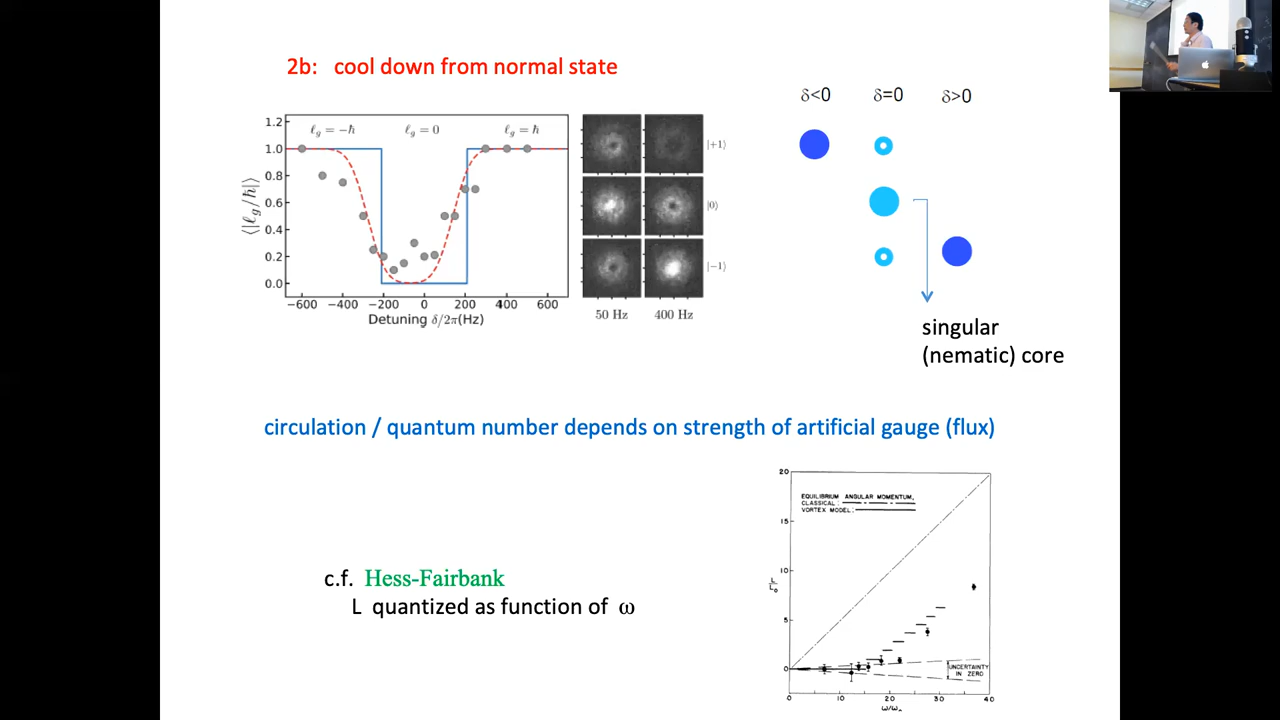 2b: cool down from normal state
δ<0 δ=0 δ>0
⟨|ℓg/ħ|⟩
1.2
1.0
0.8
0.6
0.4
0.2
0.0
ℓg = −ħ ℓg = 0 ℓg = ħ
−600 −400 −200 0 200 400 600
Detuning δ/2π(Hz)
|+1⟩
|0⟩
|−1⟩
50 Hz 400 Hz
singular
(nematic) core
circulation / quantum number depends on strength of artificial gauge (flux)
c.f. Hess-Fairbank
L quantized as function of ω
20
15
10
5
0
EQUILIBRIUM ANGULAR MOMENTUM,
CLASSICAL:
VORTEX MODEL:
UNCERTAINTY
IN ZERO
0 10 20 30 40